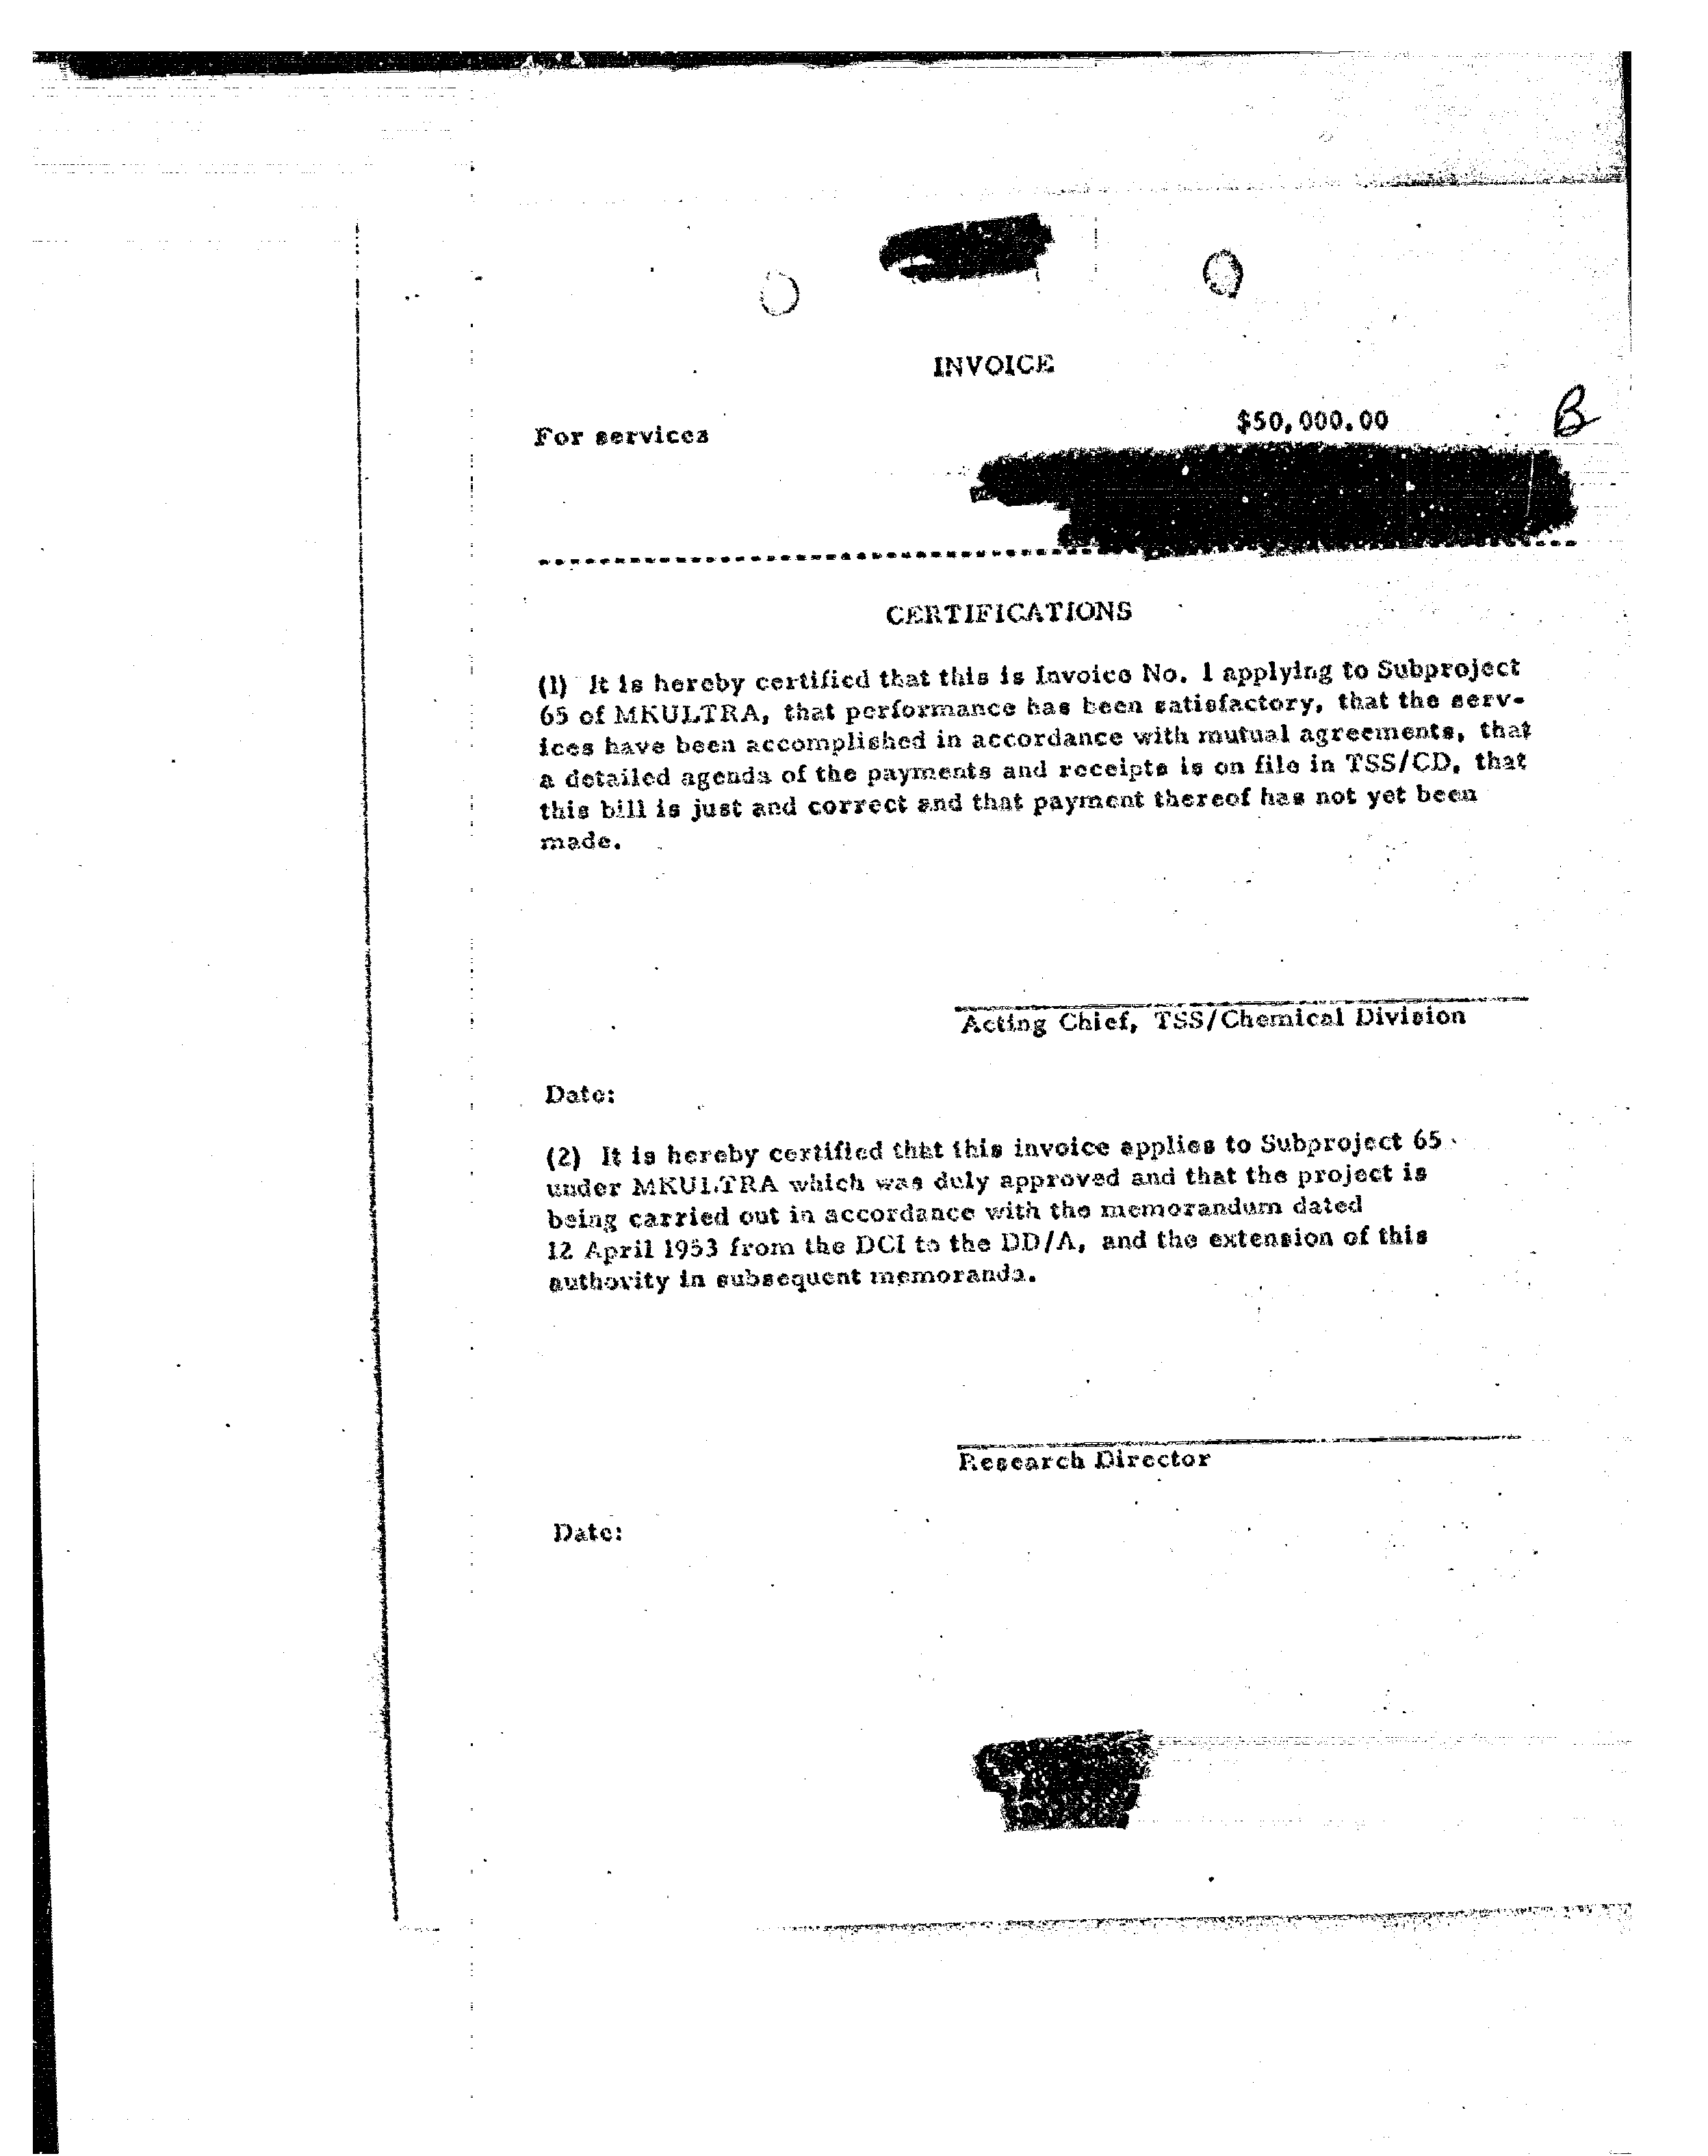 INVOICE
$50,000.00 B
For services
CERTIFICATIONS
(1) It is hereby certified that this is Invoice No. 1 applying to Subproject
65 of MKULTRA, that performance has been satisfactory, that the serv-
ices have been accomplished in accordance with mutual agreements, that
a detailed agenda of the payments and receipts is on file in TSS/CD, that
this bill is just and correct and that payment thereof has not yet been
made.
Acting Chief, TSS/Chemical Division
Date:
(2) It is hereby certified that this invoice applies to Subproject 65
under MKULTRA which was duly approved and that the project is
being carried out in accordance with the memorandum dated
12 April 1953 from the DCI to the DD/A, and the extension of this
authority in subsequent memoranda.
Research Director
Date: